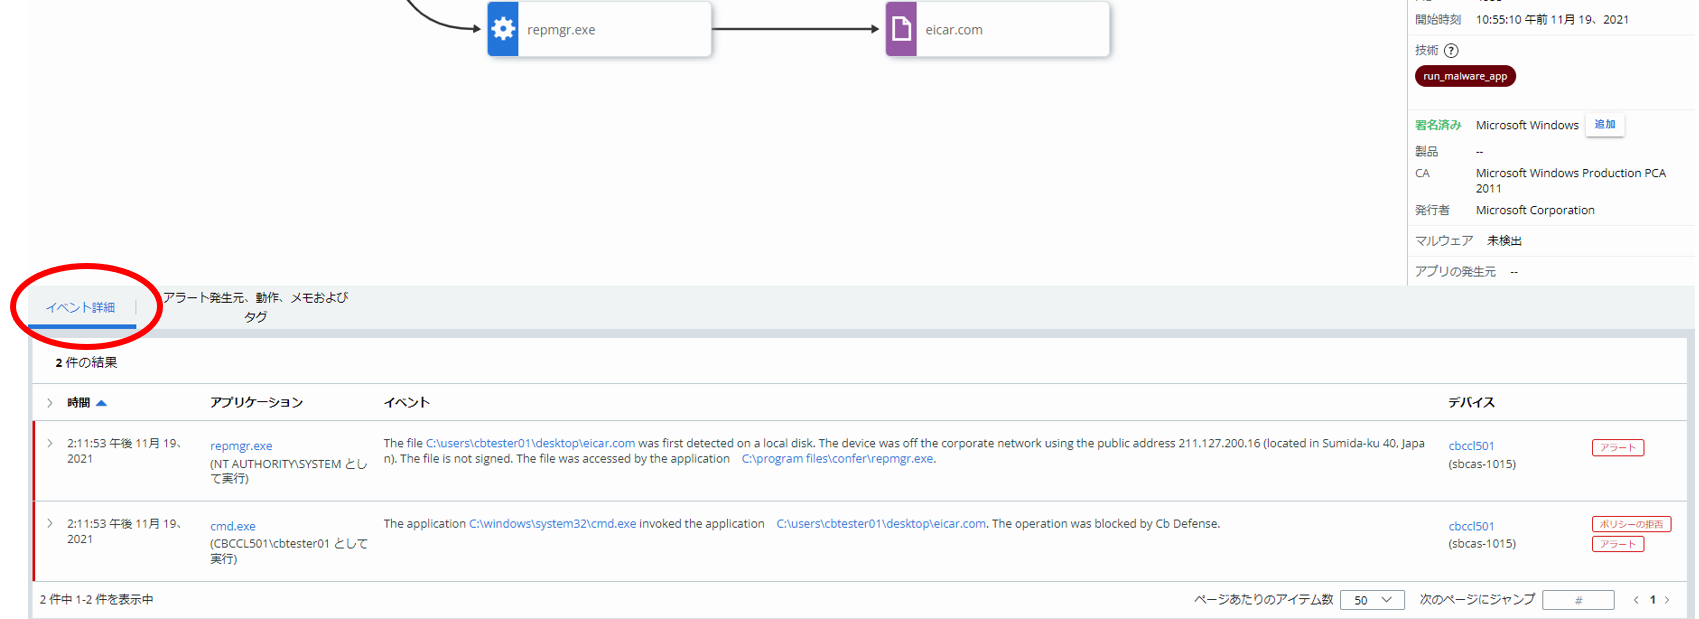 repmgr.exe
eicar.com
開始時刻 10:55:10 午前 11月 19、2021
技術 ?
run_malware_app
署名済み Microsoft Windows 追加
製品 --
CA Microsoft Windows Production PCA
2011
発行者 Microsoft Corporation
マルウェア 未検出
アプリの発生元 --
イベント詳細
アラート発生元、動作、メモおよび
タグ
2 件の結果
時間 アプリケーション イベント デバイス
2:11:53 午後 11月 19、
2021
repmgr.exe
(NT AUTHORITY\SYSTEM とし
て実行)
The file C:\users\cbtester01\desktop\eicar.com was first detected on a local disk. The device was off the corporate network using the public address 211.127.200.16 (located in Sumida-ku 40, Japa
n). The file is not signed. The file was accessed by the application C:\program files\confer\repmgr.exe.
cbccl501
(sbcas-1015)
アラート
2:11:53 午後 11月 19、
2021
cmd.exe
(CBCCL501\cbtester01 として
実行)
The application C:\windows\system32\cmd.exe invoked the application C:\users\cbtester01\desktop\eicar.com. The operation was blocked by Cb Defense.
cbccl501
(sbcas-1015)
ポリシーの拒否
アラート
2 件中 1-2 件を表示中 ページあたりのアイテム数 50 次のページにジャンプ # 1